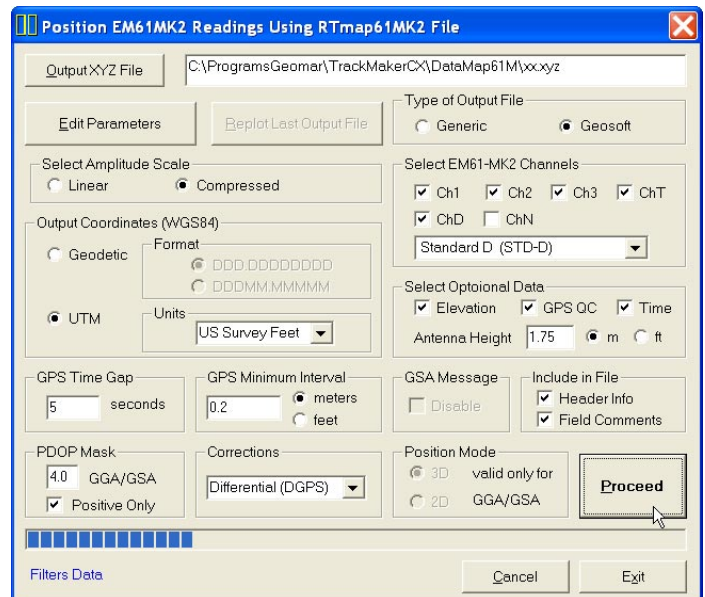 Position EM61MK2 Readings Using RTmap61MK2 File
Output XYZ File
C:\ProgramsGeomar\TrackMakerCX\DataMap61M\xx.xyz
Edit Parameters
Replot Last Output File
Type of Output File
Generic
Geosoft
Select Amplitude Scale
Linear
Compressed
Select EM61-MK2 Channels
Ch1
Ch2
Ch3
ChT
ChD
ChN
Standard D (STD-D)
Output Coordinates (WGS84)
Geodetic
Format
DDD.DDDDDDDD
DDDMM.MMMMM
UTM
Units
US Survey Feet
Select Optoional Data
Elevation
GPS QC
Time
Antenna Height
1.75
m
ft
GPS Time Gap
5
seconds
GPS Minimum Interval
0.2
meters
feet
GSA Message
Disable
Include in File
Header Info
Field Comments
PDOP Mask
4.0
GGA/GSA
Positive Only
Corrections
Differential (DGPS)
Position Mode
3D
valid only for
2D
GGA/GSA
Proceed
Filters Data
Cancel
Exit